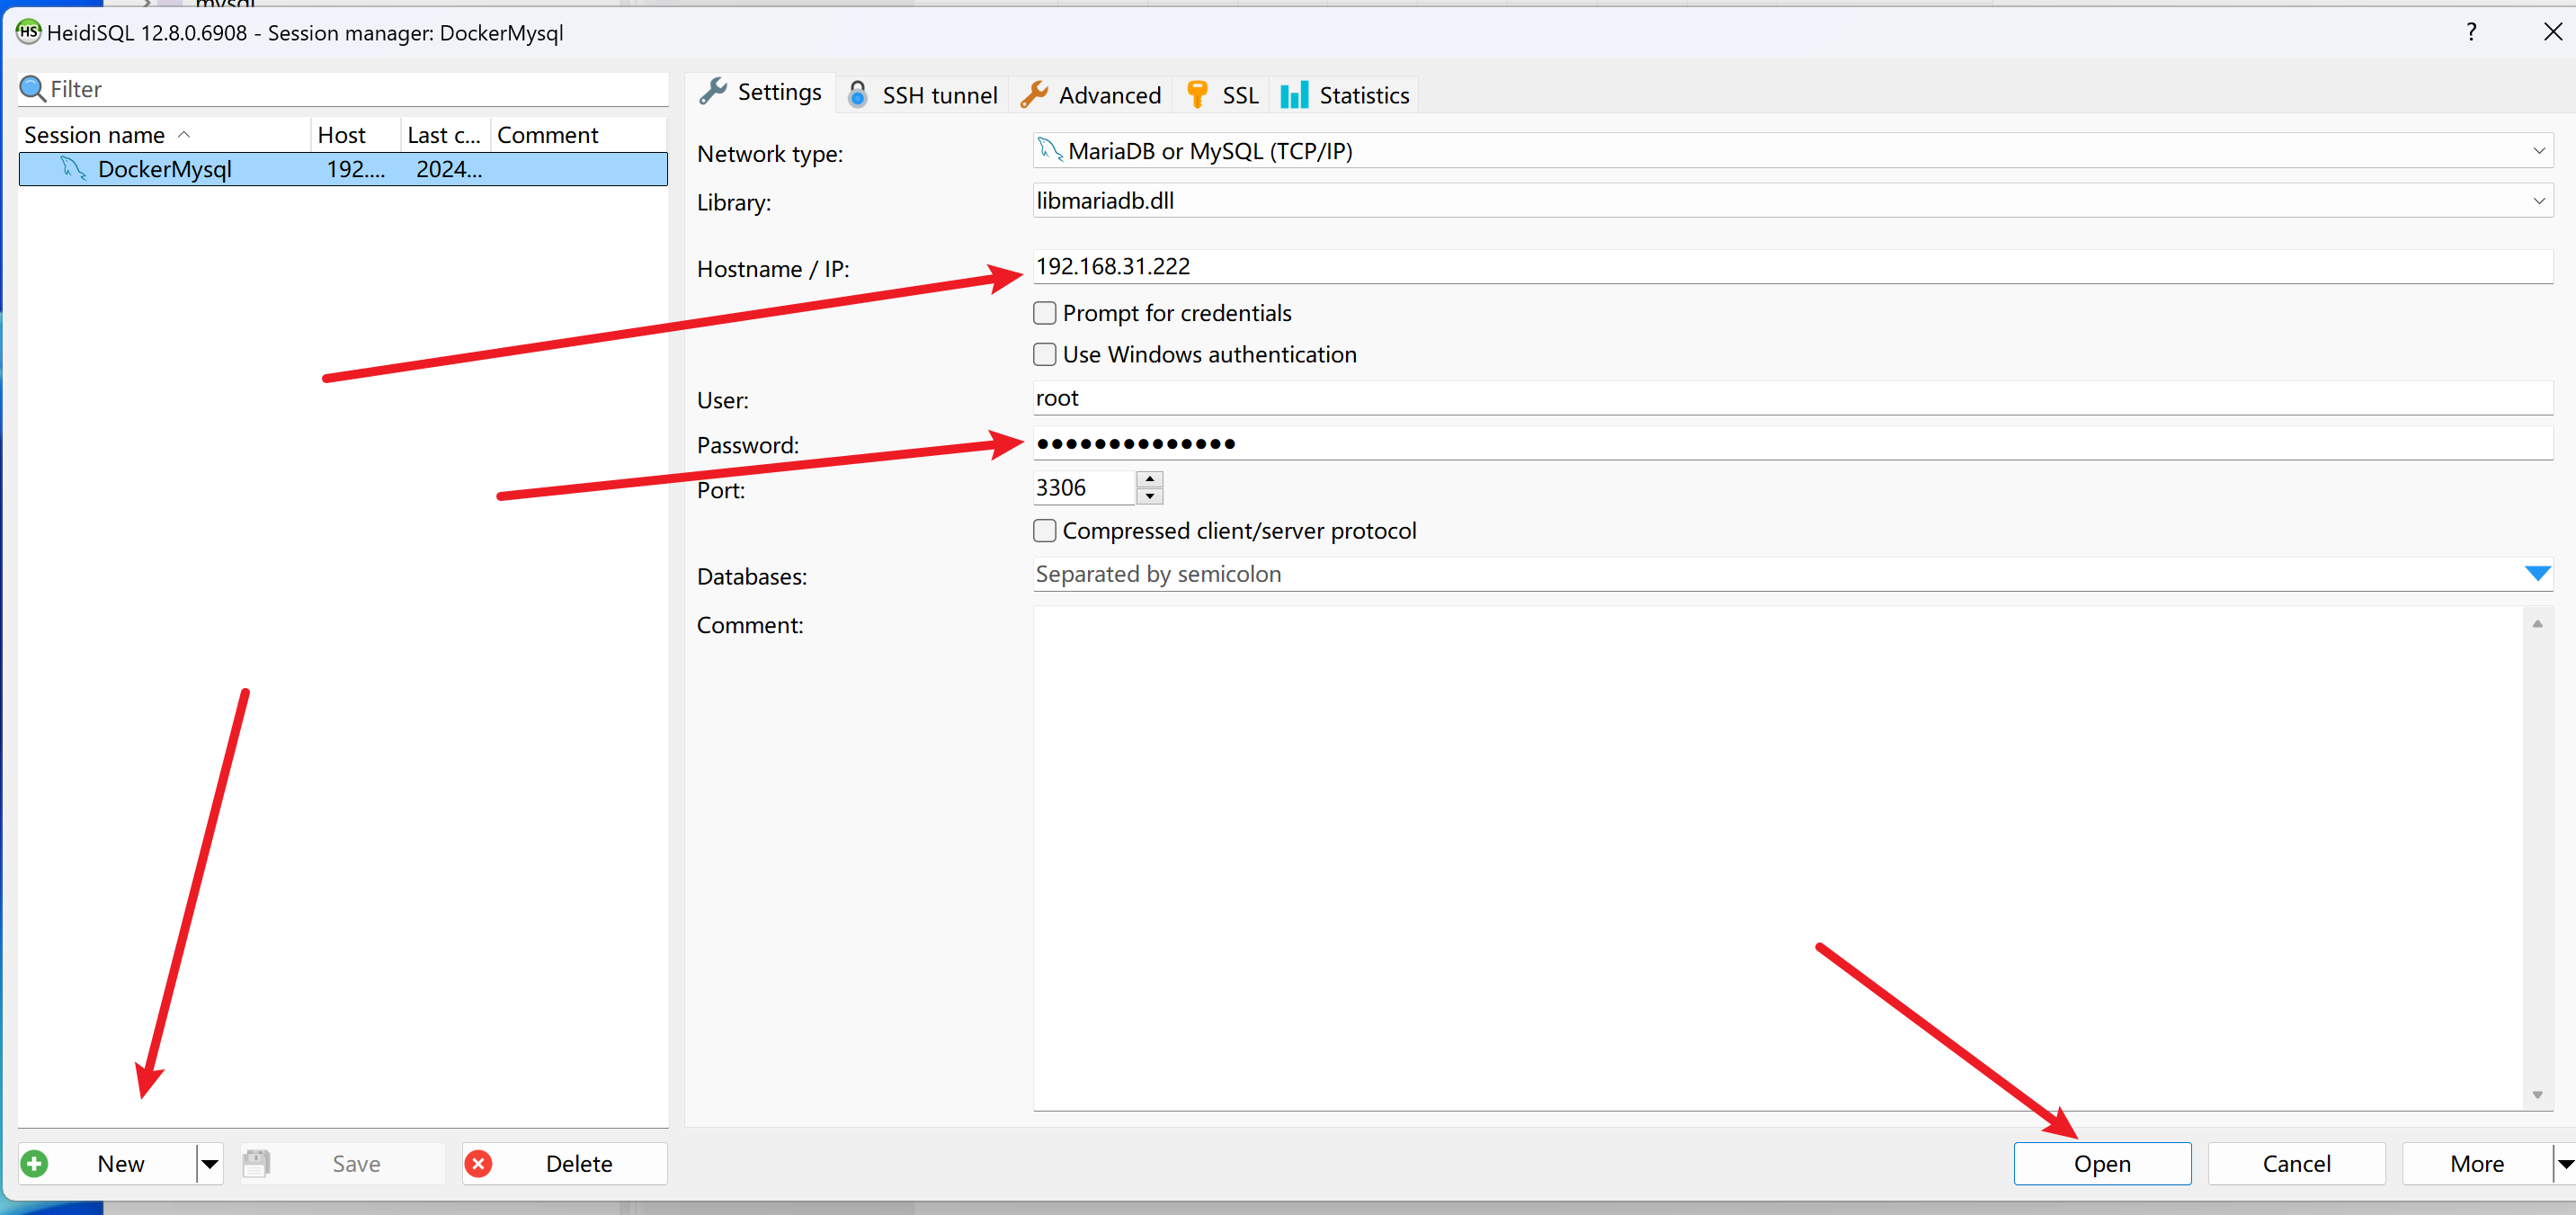 mysql
HeidiSQL 12.8.0.6908 - Session manager: DockerMysql
Filter
Session name Host Last c... Comment
DockerMysql 192.... 2024...
Settings SSH tunnel Advanced SSL Statistics
Network type: MariaDB or MySQL (TCP/IP)
Library: libmariadb.dll
Hostname / IP: 192.168.31.222
Prompt for credentials
Use Windows authentication
User: root
Password: ●●●●●●●●●●●●●●
Port: 3306
Compressed client/server protocol
Databases: Separated by semicolon
Comment:
New Save Delete Open Cancel More